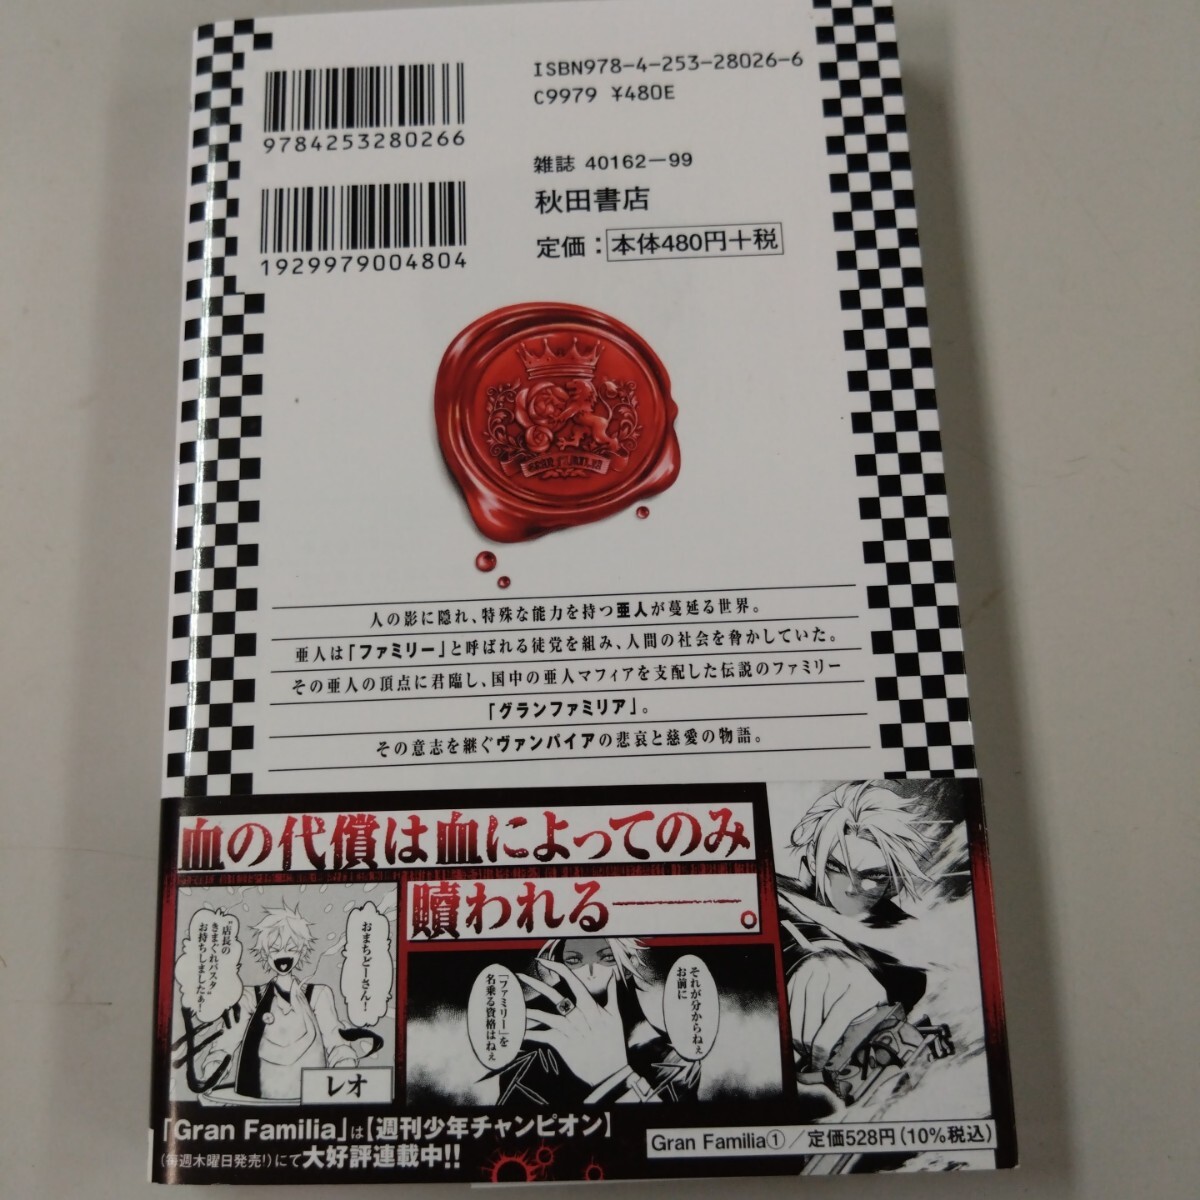 ISBN978-4-253-28026-6
C9979 ¥480E
9784253280266
雑誌 40162-99
秋田書店
定価：本体480円+税
1929979004804
人の影に隠れ、特殊な能力を持つ亜人が蔓延る世界。
亜人は「ファミリー」と呼ばれる徒党を組み、人間の社会を脅かしていた。
その亜人の頂点に君臨し、国中の亜人マフィアを支配した伝説のファミリー
「グランファミリア」。
その意志を継ぐヴァンパイアの悲哀と慈愛の物語。
血の代償は血によってのみ
贖われる――。
おまちどーさん!
"店長の
きまぐれパスタ"
お持ちしましたぁ!
レオ
それが分からねぇ
お前に
「ファミリー」を
名乗る資格はねぇ
「Gran Familia」は【週刊少年チャンピオン】
(毎週木曜日発売!)にて大好評連載中!!
Gran Familia①／定価528円(10%税込)